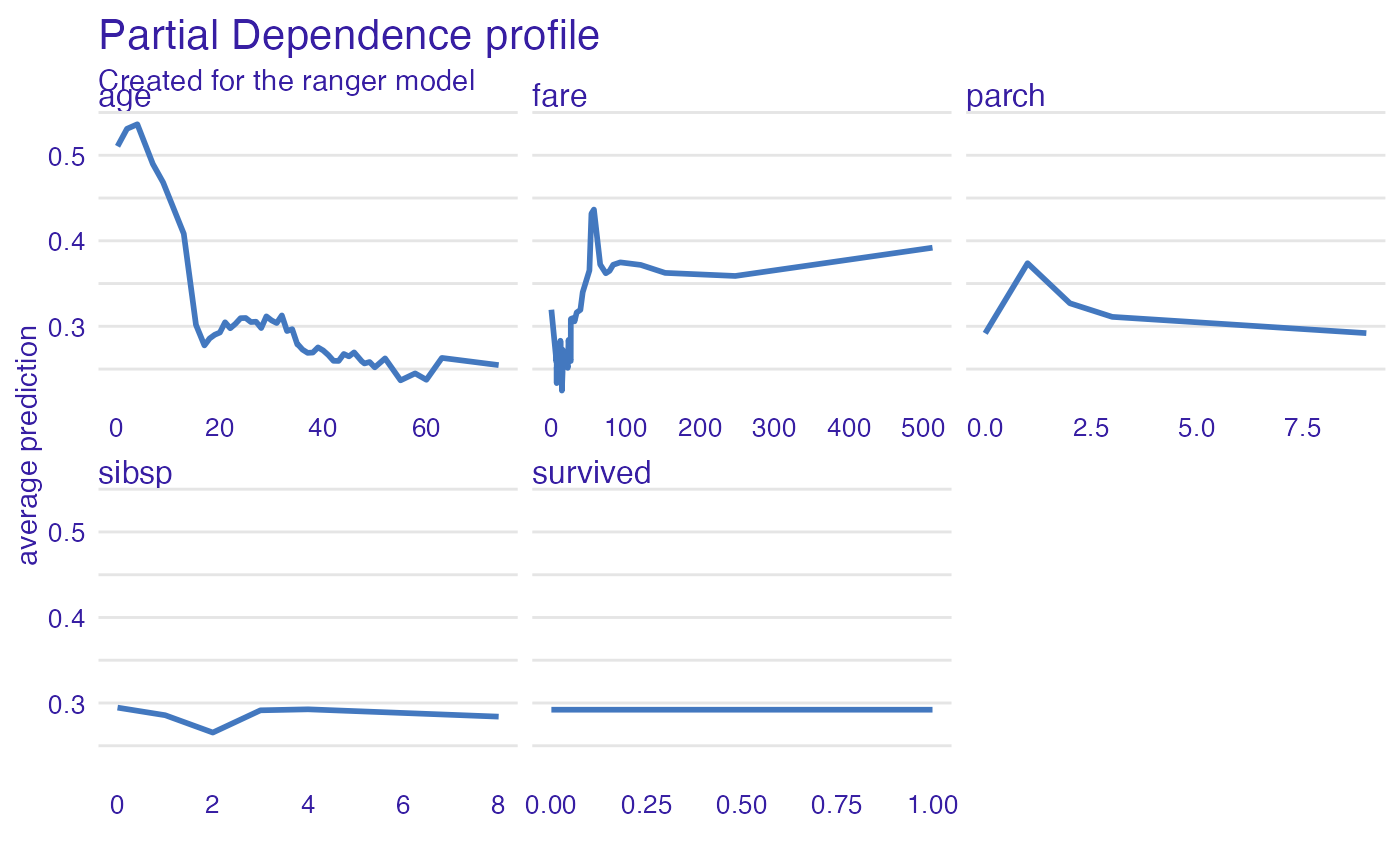 Partial Dependence profile
Created for the ranger model
age
fare
parch
0.5
0.4
0.3
0 20 40 60
0 100 200 300 400 500
0.0 2.5 5.0 7.5
average prediction
sibsp
survived
0.5
0.4
0.3
0 2 4 6 8
0.00 0.25 0.50 0.75 1.00